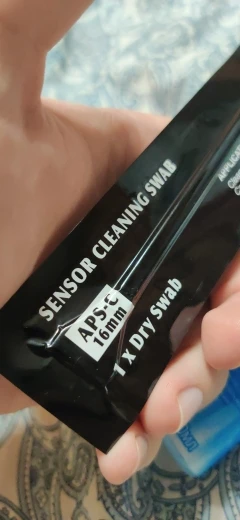 SENSOR CLEANING SWAB
APS-C
16mm
1 x Dry Swab